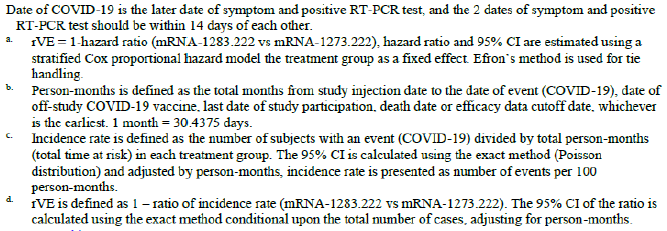 Date of COVID-19 is the later date of symptom and positive RT-PCR test, and the 2 dates of symptom and positive
RT-PCR test should be within 14 days of each other.
a. rVE = 1-hazard ratio (mRNA-1283.222 vs mRNA-1273.222), hazard ratio and 95% CI are estimated using a
stratified Cox proportional hazard model the treatment group as a fixed effect. Efron's method is used for tie
handling.
b. Person-months is defined as the total months from study injection date to the date of event (COVID-19), date of
off-study COVID-19 vaccine, last date of study participation, death date or efficacy data cutoff date, whichever
is the earliest. 1 month = 30.4375 days.
c. Incidence rate is defined as the number of subjects with an event (COVID-19) divided by total person-months
(total time at risk) in each treatment group. The 95% CI is calculated using the exact method (Poisson
distribution) and adjusted by person-months, incidence rate is presented as number of events per 100
person-months.
d. rVE is defined as 1 – ratio of incidence rate (mRNA-1283.222 vs mRNA-1273.222). The 95% CI of the ratio is
calculated using the exact method conditional upon the total number of cases, adjusting for person-months.